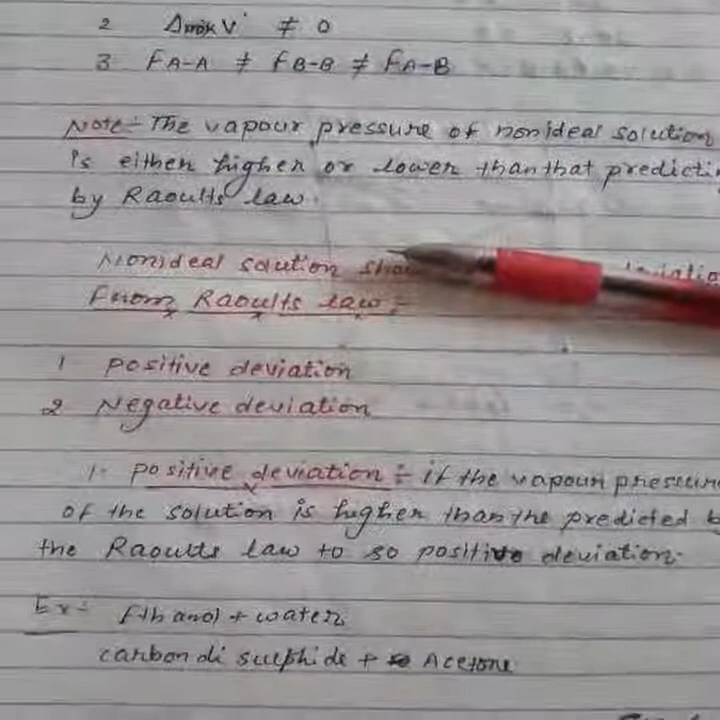 2 Δmix V ≠ 0
3 FA-A ≠ FB-B ≠ FA-B
Note:- The vapour pressure of nonideal solution
is either higher or lower than that predicti
by Raoults law.
Nonideal solution
From Raoults law :-
1 positive deviation
2 Negative deviation
1. positive deviation :- if the vapour pressure
of the solution is higher than the predicted b
the Raoults law to so positive deviation.
Ex:- Ethanol + water
carbon di sulphide + Acetone